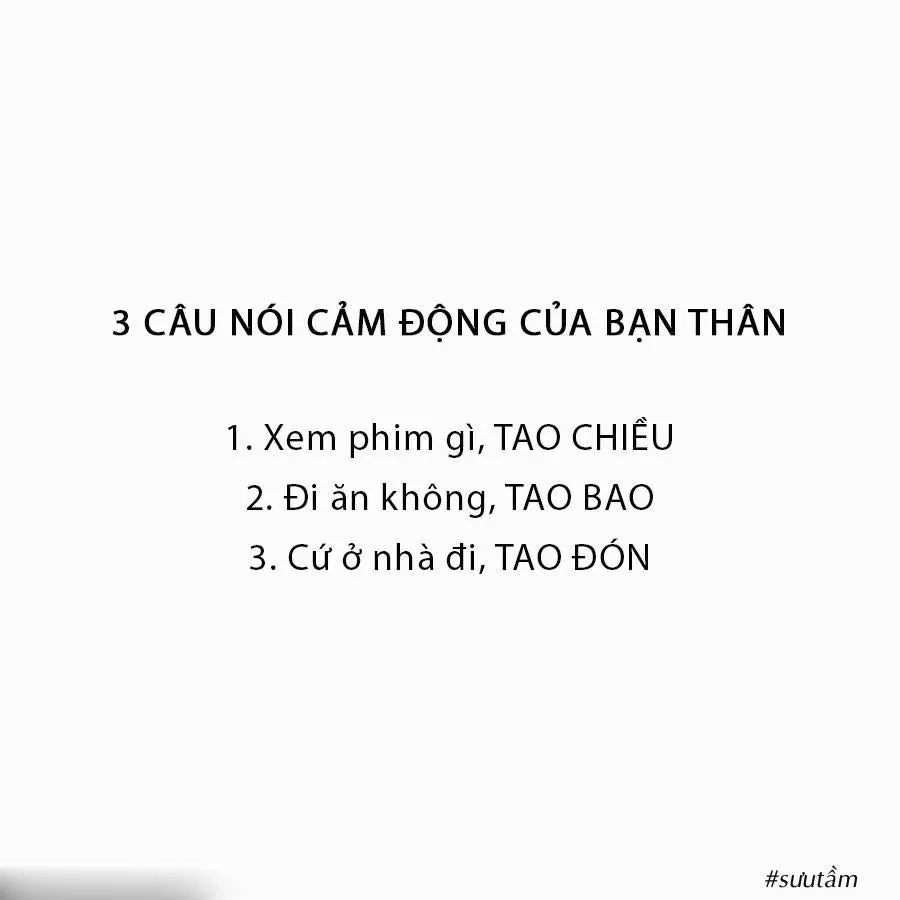 3 CÂU NÓI CẢM ĐỘNG CỦA BẠN THÂN
1. Xem phim gì, TAO CHIỀU
2. Đi ăn không, TAO BAO
3. Cứ ở nhà đi, TAO ĐÓN
#sưutầm